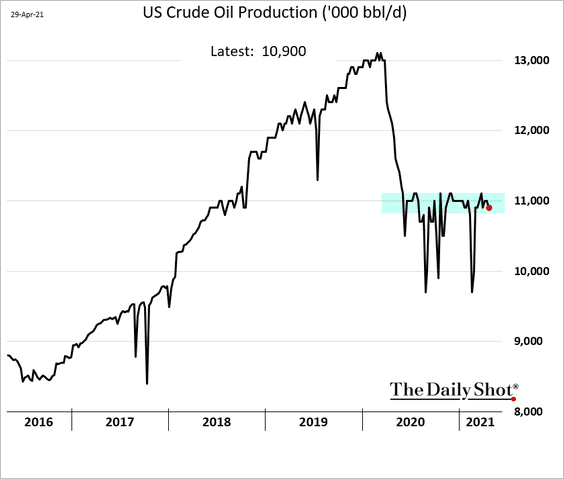 US Crude Oil Production ('000 bbl/d)
29-Apr-21
Latest: 10,900
13,000
12,000
11,000
10,000
9,000
8,000
The Daily Shot®
2016 2017 2018 2019 2020 2021